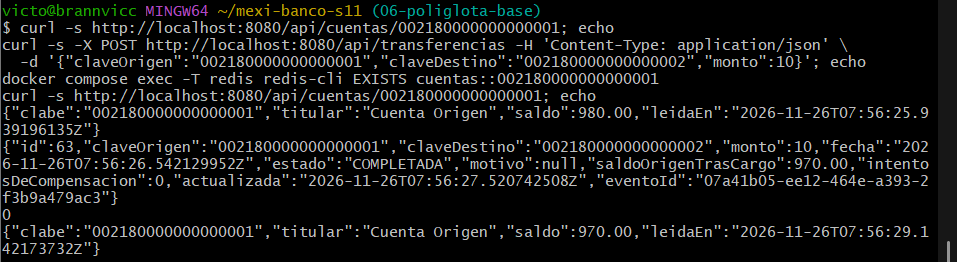 victo@brannvicc MINGW64 ~/mexi-banco-s11 (06-poliglota-base)
$ curl -s http://localhost:8080/api/cuentas/002180000000000001; echo
curl -s -X POST http://localhost:8080/api/transferencias -H 'Content-Type: application/json' \
  -d '{"claveOrigen":"002180000000000001","claveDestino":"002180000000000002","monto":10}'; echo
docker compose exec -T redis redis-cli EXISTS cuentas::002180000000000001
curl -s http://localhost:8080/api/cuentas/002180000000000001; echo
{"clabe":"002180000000000001","titular":"Cuenta Origen","saldo":980.00,"leidaEn":"2026-11-26T07:56:25.9
39196135Z"}
{"id":63,"claveOrigen":"002180000000000001","claveDestino":"002180000000000002","monto":10,"fecha":"202
6-11-26T07:56:26.542129952Z","estado":"COMPLETADA","motivo":null,"saldoOrigenTrasCargo":970.00,"intento
sDeCompensacion":0,"actualizada":"2026-11-26T07:56:27.520742508Z","eventoId":"07a41b05-ee12-464e-a393-2
f3b9a479ac3"}
0
{"clabe":"002180000000000001","titular":"Cuenta Origen","saldo":970.00,"leidaEn":"2026-11-26T07:56:29.1
42173732Z"}